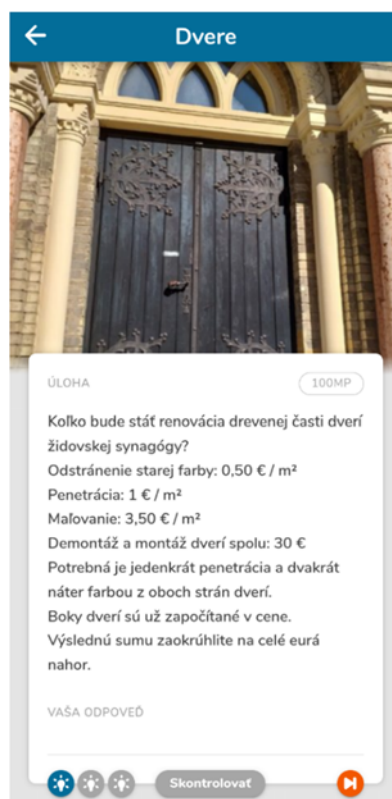 Dvere
ÚLOHA
100MP
Koľko bude stáť renovácia drevenej časti dverí
židovskej synagógy?
Odstránenie starej farby: 0,50 € / m²
Penetrácia: 1 € / m²
Maľovanie: 3,50 € / m²
Demontáž a montáž dverí spolu: 30 €
Potrebná je jedenkrát penetrácia a dvakrát
náter farbou z oboch strán dverí.
Boky dverí sú už započítané v cene.
Výslednú sumu zaokrúhlite na celé eurá
nahor.
VAŠA ODPOVEĎ
Skontrolovať